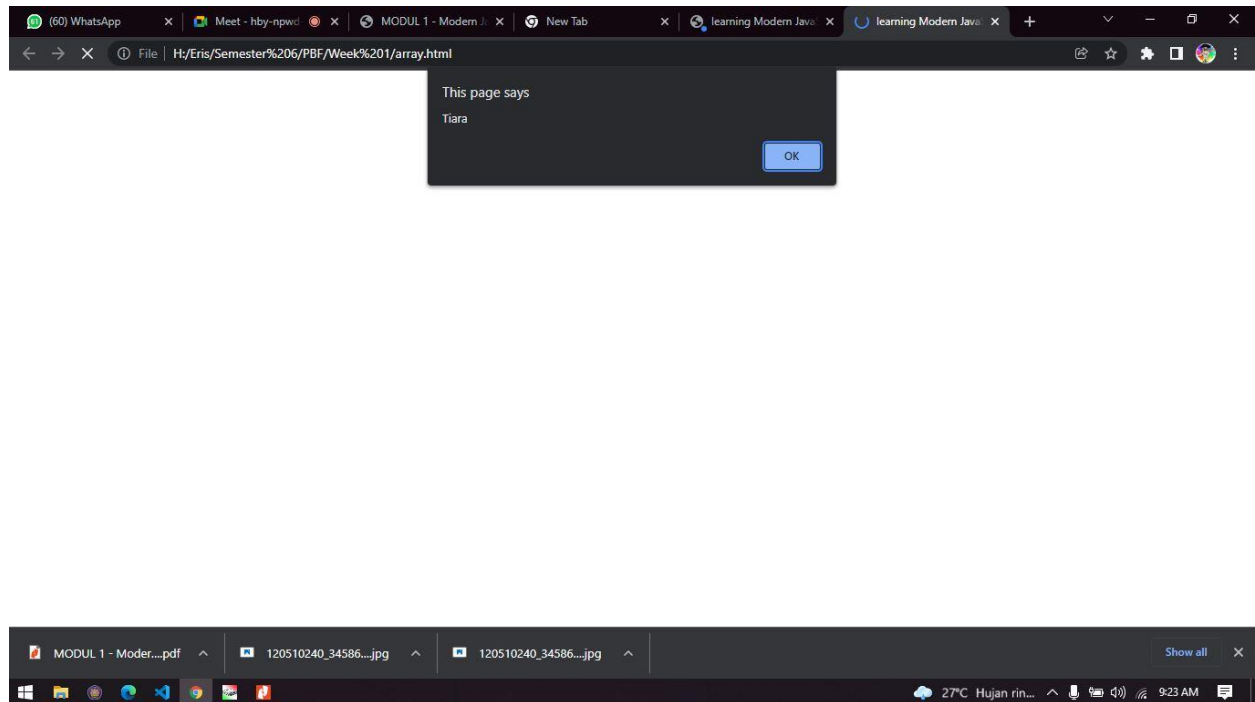 (60) WhatsApp
Meet - hby-npwd
MODUL 1 - Modern Ja
New Tab
learning Modern Java
learning Modern Java
File | H:/Eris/Semester%206/PBF/Week%201/array.html
This page says
Tiara
OK
MODUL 1 - Moder....pdf
120510240_34586....jpg
120510240_34586....jpg
Show all
27°C Hujan rin...
9:23 AM